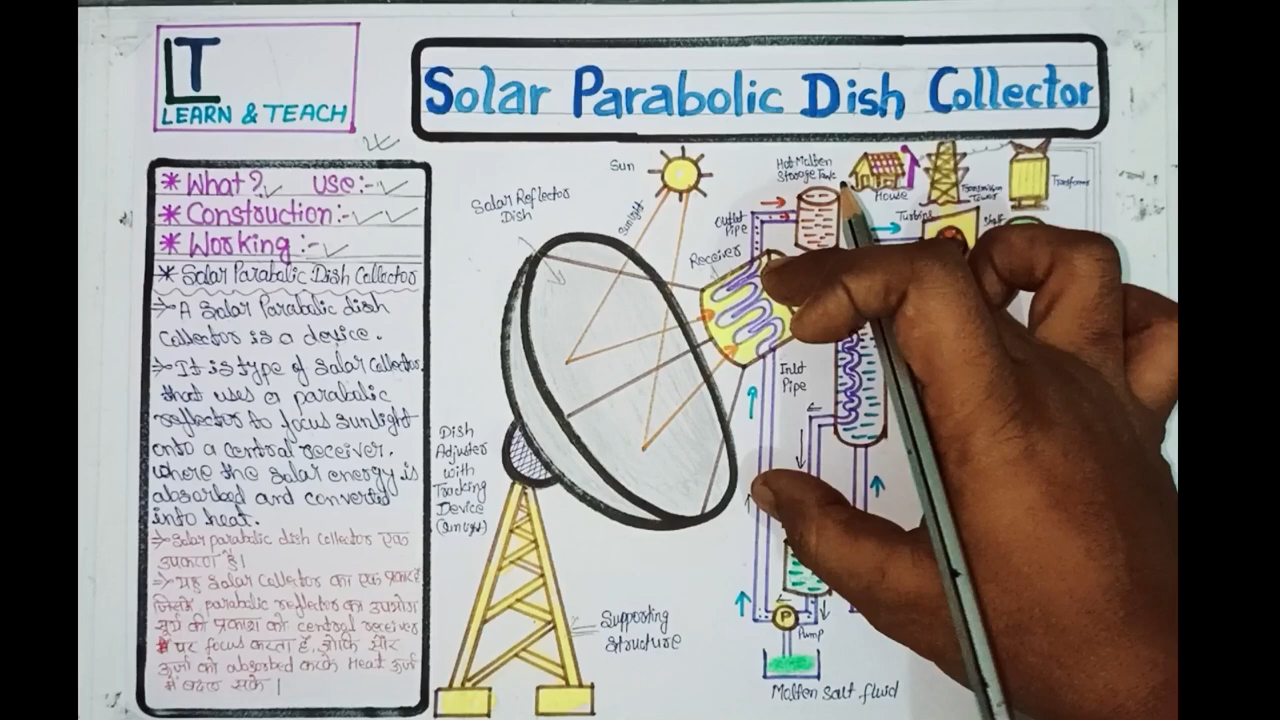 LT
LEARN & TEACH
Solar Parabolic Dish Collector
* What? Use:-
* Construction:-
* Working:-
* Solar Parabolic Dish Collector
→ A Solar Parabolic dish
Collector is a device.
→ It is type of Solar Collector
that uses a parabolic
reflector to focus sunlight
onto a central receiver.
where the solar energy is
absorbed and converted
into heat.
→ Solar parabolic dish collector एक
उपकरण है।
→ यह Solar Collector का एक प्रकार है
जिसमें parabolic reflector का उपयोग
सूर्य की प्रकाश को central receiver
पर focus करता है, जोकि सौर
ऊर्जा को absorbed करके Heat ऊर्जा
में बदल सके।
Sun
Sunlight
Solar Reflector
Dish
Receiver
Outlet
Pipe
Hot Molten
Storage Tank
House
Transmission
Tower
Transforms
Turbine
Shaft
Inlet
Pipe
Dish
Adjuster
with
Tracking
Device
Supporting
Structure
P
Pump
Molten salt fluid